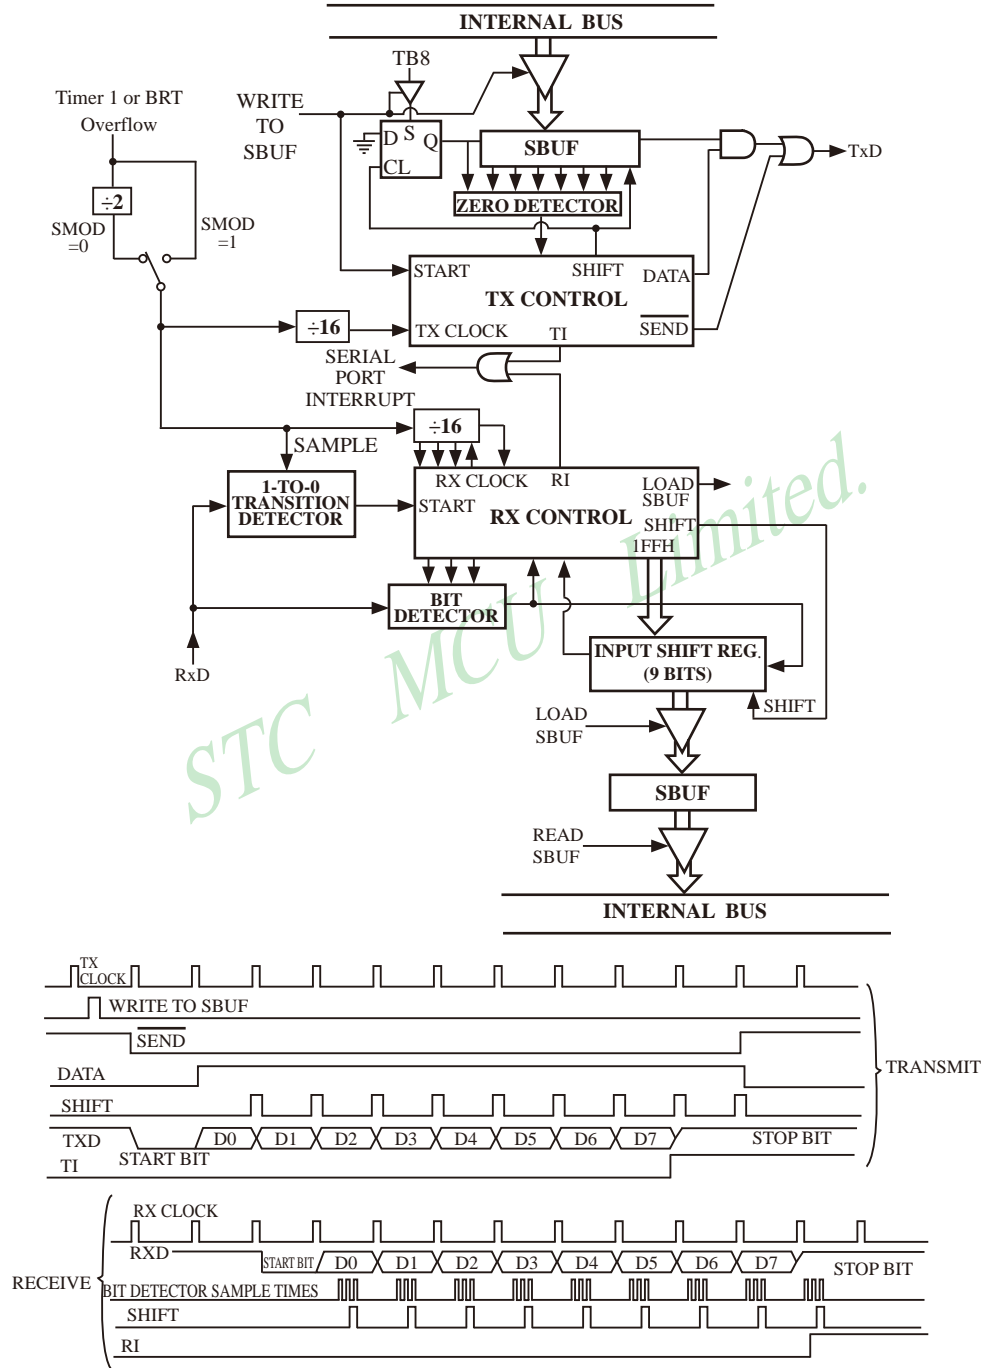 INTERNAL BUS
TB8
Timer 1 or BRT
Overflow
WRITE
TO
SBUF
D
S
Q
CL
SBUF
TxD
÷2
ZERO DETECTOR
SMOD
=0
SMOD
=1
START
SHIFT
DATA
TX CONTROL
÷16
TX CLOCK
TI
SEND
SERIAL
PORT
INTERRUPT
÷16
SAMPLE
1-TO-0
TRANSITION
DETECTOR
RX CLOCK
RI
LOAD
SBUF
START
RX CONTROL
SHIFT
1FFH
BIT
DETECTOR
RxD
INPUT SHIFT REG.
(9 BITS)
SHIFT
LOAD
SBUF
SBUF
READ
SBUF
INTERNAL BUS
STC MCU Limited.
TX
CLOCK
WRITE TO SBUF
SEND
DATA
TRANSMIT
SHIFT
TXD
D0 D1 D2 D3 D4 D5 D6 D7
STOP BIT
START BIT
TI
RX CLOCK
RXD
START BIT
D0 D1 D2 D3 D4 D5 D6 D7
STOP BIT
RECEIVE
BIT DETECTOR SAMPLE TIMES
SHIFT
RI